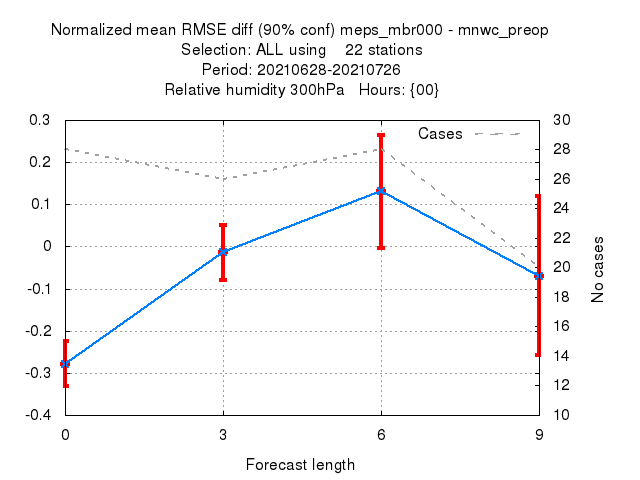 Normalized mean RMSE diff (90% conf) meps_mbr000 - mnwc_preop
Selection: ALL using    22 stations
Period: 20210628-20210726
Relative humidity 300hPa   Hours: {00}
Cases
0.3
0.2
0.1
0
-0.1
-0.2
-0.3
-0.4
30
28
26
24
22
20
18
16
14
12
10
No cases
0 3 6 9
Forecast length